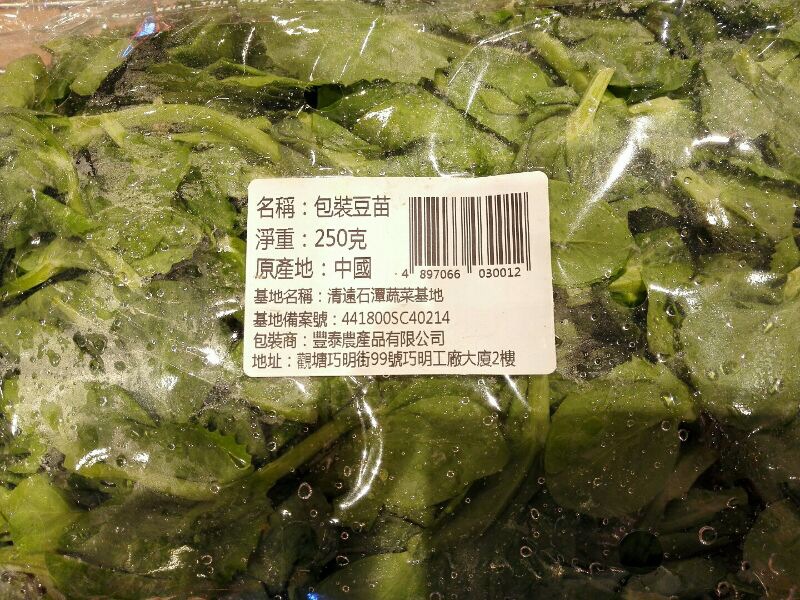 名稱：包裝豆苗
淨重：250克
原產地：中國
4 897066 030012
基地名稱：清遠石潭蔬菜基地
基地備案號：441800SC40214
包裝商：豐泰農產品有限公司
地址：觀塘巧明街99號巧明工廠大廈2樓